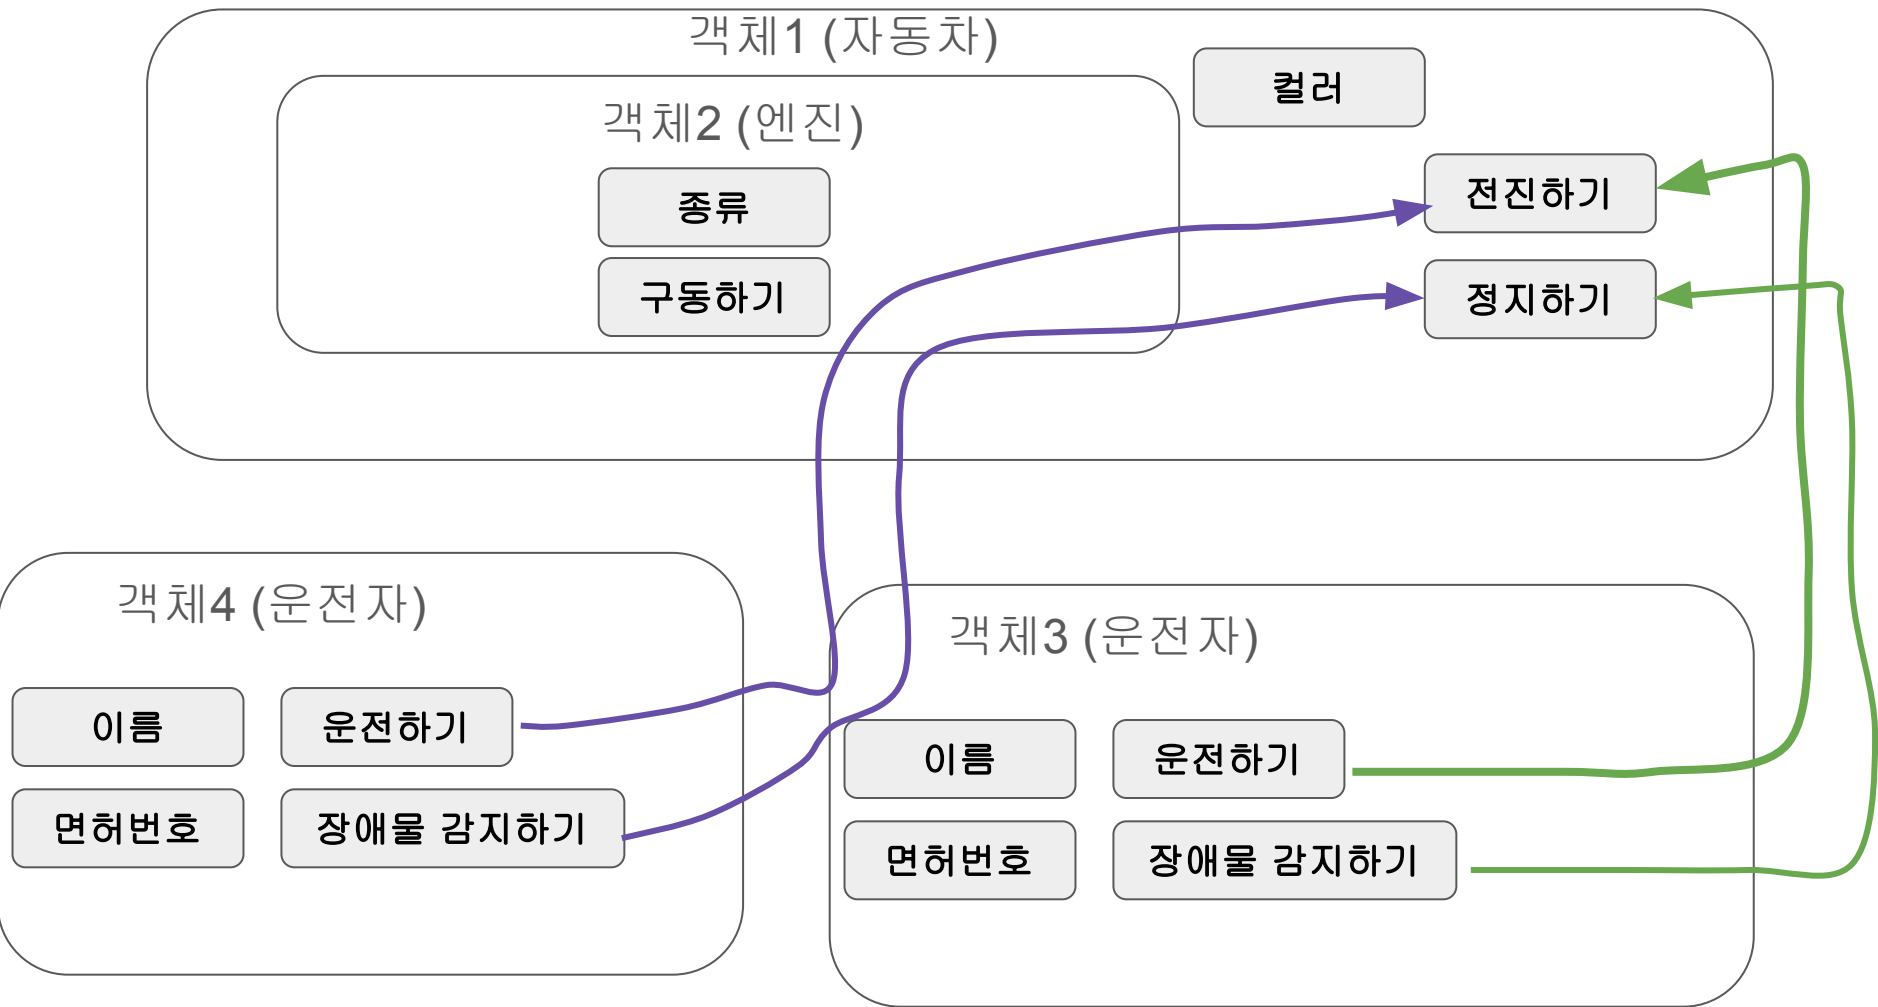 객체1 (자동차)
컬러
객체2 (엔진)
종류
구동하기
전진하기
정지하기
객체4 (운전자)
이름
운전하기
면허번호
장애물 감지하기
객체3 (운전자)
이름
운전하기
면허번호
장애물 감지하기